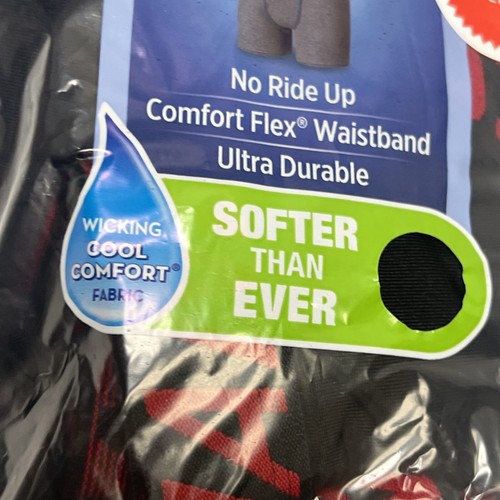 No Ride Up
Comfort Flex® Waistband
Ultra Durable
WICKING,
COOL
COMFORT®
FABRIC
SOFTER
THAN
EVER